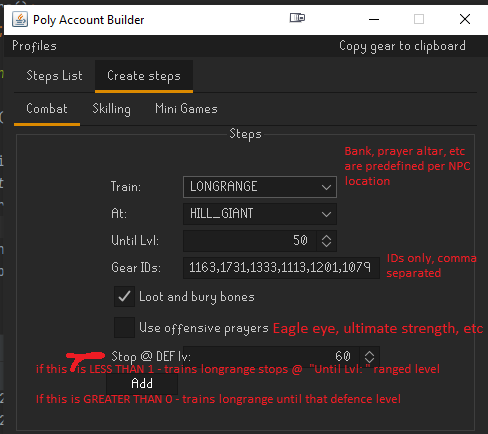 Poly Account Builder
Profiles Copy gear to clipboard
Steps List Create steps
Combat Skilling Mini Games
Steps
Bank, prayer altar, etc
are predefined per NPC
location
Train: LONGRANGE
At: HILL_GIANT
Until Lvl: 50
Gear IDs: 1163,1731,1333,1113,1201,1079
IDs only, comma
separated
Loot and bury bones
Use offensive prayers Eagle eye, ultimate strength, etc
Stop @ DEF lv: 60
if this is LESS THAN 1 - trains longrange stops @ "Until Lvl: " ranged level
Add
If this is GREATER THAN 0 - trains longrange until that defence level